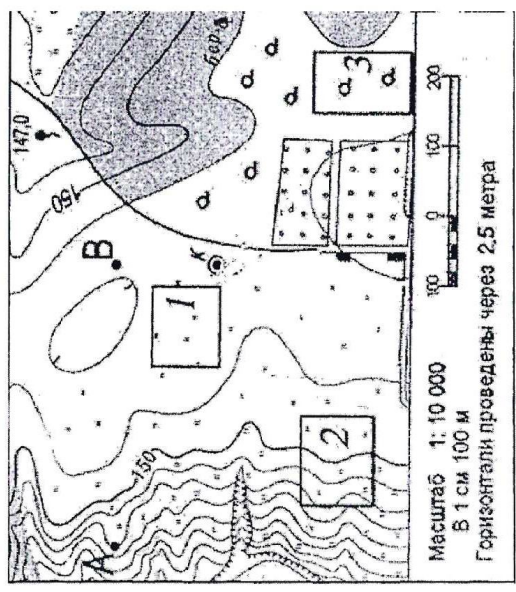 147,0
бер.
150
В
к
1
3
150
2
А
100 0 100 200
Масштаб 1: 10 000
В 1 см 100 м
Горизонтали проведены через 2,5 метра